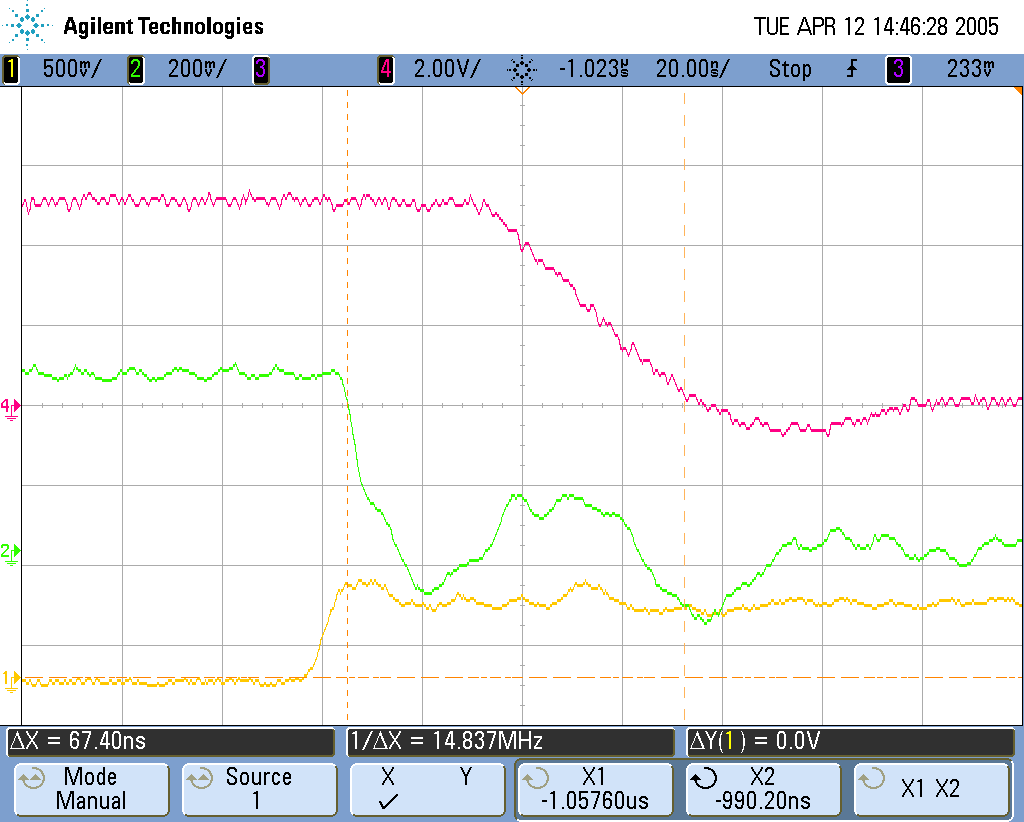 Agilent Technologies TUE APR 12 14:46:28 2005
1 500mV/ 2 200mV/ 3 4 2.00V/ -1.023us 20.00ns/ Stop 3 233mV
4
2
1
ΔX = 67.40ns 1/ΔX = 14.837MHz ΔY(1) = 0.0V
Mode Source X Y X1 X2 X1 X2
Manual 1 ✓ -1.05760us -990.20ns